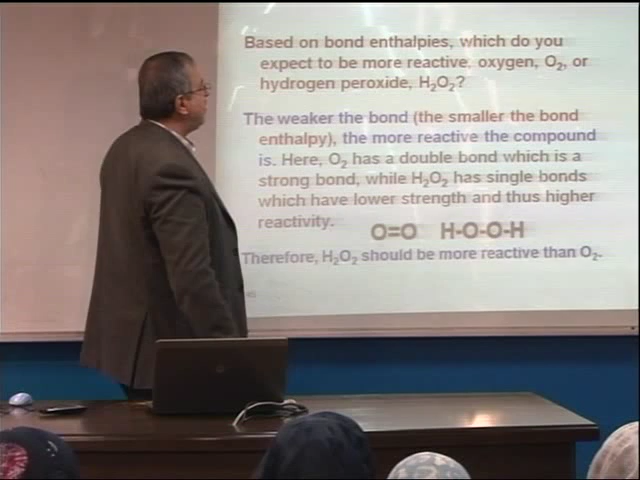 Based on bond enthalpies, which do you
expect to be more reactive, oxygen, O₂, or
hydrogen peroxide, H₂O₂?
The weaker the bond (the smaller the bond
enthalpy), the more reactive the compound
is. Here, O₂ has a double bond which is a
strong bond, while H₂O₂ has single bonds
which have lower strength and thus higher
reactivity.
O=O H-O-O-H
Therefore, H₂O₂ should be more reactive than O₂.